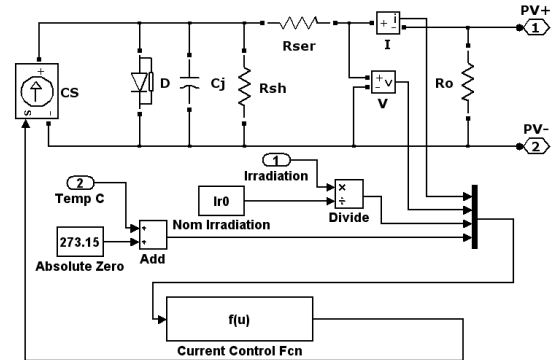 PV+
1
i
+
-
I
Rser
+
s
-
CS
D
Cj
Rsh
+
-
v
V
Ro
PV-
2
1
Irradiation
2
Temp C
Ir0
Nom Irradiation
×
÷
Divide
273.15
Absolute Zero
+
+
Add
f(u)
Current Control Fcn